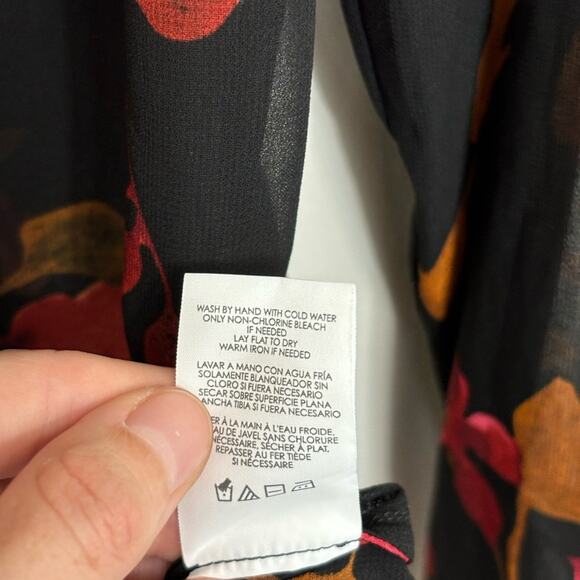 WASH BY HAND WITH COLD WATER
ONLY NON-CHLORINE BLEACH
IF NEEDED
LAY FLAT TO DRY
WARM IRON IF NEEDED
LAVAR A MANO CON AGUA FRÍA
SOLAMENTE BLANQUEADOR SIN
CLORO SI FUERA NECESARIO
SECAR SOBRE SUPERFICIE PLANA
PLANCHA TIBIA SI FUERA NECESARIO
À LA MAIN À L'EAU FROIDE,
DE JAVEL SANS CHLORURE
NÉCESSAIRE, SÉCHER À PLAT,
REPASSER AU FER TIÈDE
SI NÉCESSAIRE